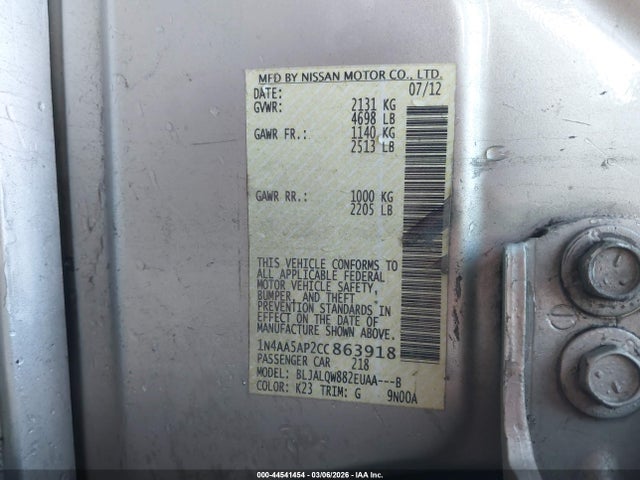 MFD BY NISSAN MOTOR CO., LTD.
DATE: 07/12
GVWR: 2131 KG
4698 LB
GAWR FR.: 1140 KG
2513 LB
GAWR RR.: 1000 KG
2205 LB
THIS VEHICLE CONFORMS TO
ALL APPLICABLE FEDERAL
MOTOR VEHICLE SAFETY,
BUMPER, AND THEFT
PREVENTION STANDARDS IN
EFFECT ON THE DATE OF
MANUFACTURE SHOWN ABOVE.
1N4AA5AP2CC863918
PASSENGER CAR 218
MODEL: BLJALQW882EUAA---B
COLOR: K23 TRIM: G 9N00A
000-44541454 | 03/06/2026 - IAA Inc.